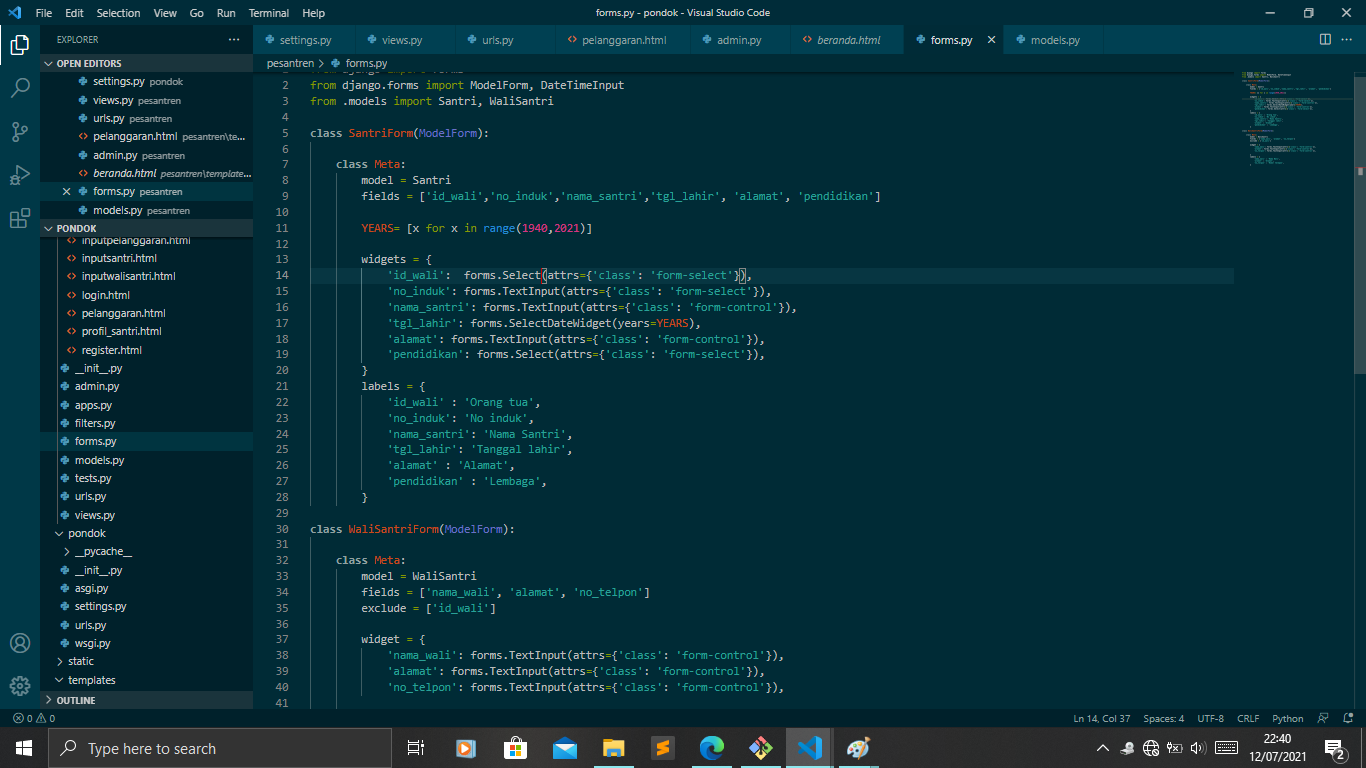 File Edit Selection View Go Run Terminal Help
forms.py - pondok - Visual Studio Code
EXPLORER
settings.py views.py urls.py pelanggaran.html admin.py beranda.html forms.py models.py
OPEN EDITORS
settings.py pondok
views.py pesantren
urls.py pesantren
pelanggaran.html pesantren\te...
admin.py pesantren
beranda.html pesantren\template...
forms.py pesantren
models.py pesantren
PONDOK
inputpelanggaran.html
inputsantri.html
inputwalisantri.html
login.html
pelanggaran.html
profil_santri.html
register.html
__init__.py
admin.py
apps.py
filters.py
forms.py
models.py
tests.py
urls.py
views.py
pondok
__pycache__
__init__.py
asgi.py
settings.py
urls.py
wsgi.py
static
templates
OUTLINE
pesantren > forms.py
2 from django.forms import ModelForm, DateTimeInput
3 from .models import Santri, WaliSantri
4
5 class SantriForm(ModelForm):
6
7 class Meta:
8 model = Santri
9 fields = ['id_wali','no_induk','nama_santri','tgl_lahir', 'alamat', 'pendidikan']
10
11 YEARS= [x for x in range(1940,2021)]
12
13 widgets = {
14 'id_wali':  forms.Select(attrs={'class': 'form-select'}),
15 'no_induk': forms.TextInput(attrs={'class': 'form-select'}),
16 'nama_santri': forms.TextInput(attrs={'class': 'form-control'}),
17 'tgl_lahir': forms.SelectDateWidget(years=YEARS),
18 'alamat': forms.TextInput(attrs={'class': 'form-control'}),
19 'pendidikan': forms.Select(attrs={'class': 'form-select'}),
20 }
21 labels = {
22 'id_wali' : 'Orang tua',
23 'no_induk': 'No induk',
24 'nama_santri': 'Nama Santri',
25 'tgl_lahir': 'Tanggal lahir',
26 'alamat' : 'Alamat',
27 'pendidikan' : 'Lembaga',
28 }
29
30 class WaliSantriForm(ModelForm):
31
32 class Meta:
33 model = WaliSantri
34 fields = ['nama_wali', 'alamat', 'no_telpon']
35 exclude = ['id_wali']
36
37 widget = {
38 'nama_wali': forms.TextInput(attrs={'class': 'form-control'}),
39 'alamat': forms.TextInput(attrs={'class': 'form-control'}),
40 'no_telpon': forms.TextInput(attrs={'class': 'form-control'}),
41
0 0
Ln 14, Col 37 Spaces: 4 UTF-8 CRLF Python
Type here to search
22:40
12/07/2021
2